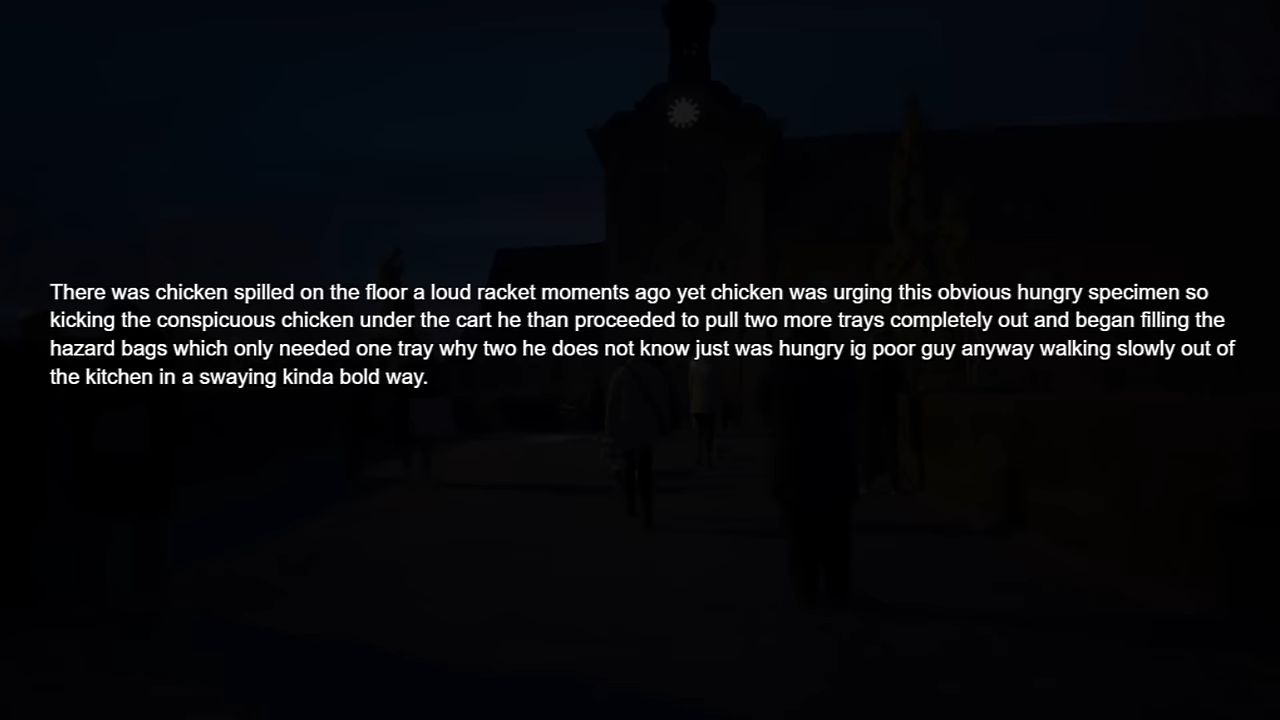 There was chicken spilled on the floor a loud racket moments ago yet chicken was urging this obvious hungry specimen so
kicking the conspicuous chicken under the cart he than proceeded to pull two more trays completely out and began filling the
hazard bags which only needed one tray why two he does not know just was hungry ig poor guy anyway walking slowly out of
the kitchen in a swaying kinda bold way.